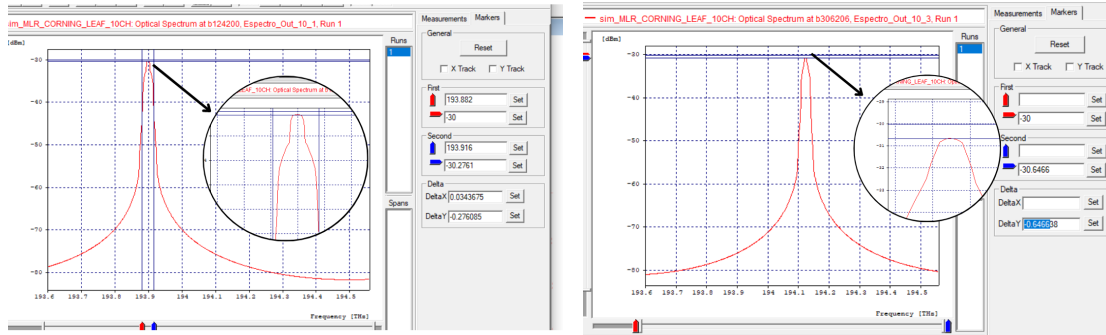 sim_MLR_CORNING_LEAF_10CH: Optical Spectrum at b124200, Espectro_Out_10_1, Run 1
[dBm]
-30
-40
-50
-60
-70
-80
193.6 193.7 193.8 193.9 194 194.1 194.2 194.3 194.4 194.5
Frequency [THz]
Runs
1
Spans
Measurements Markers
General
Reset
X Track Y Track
First
193.882 Set
-30 Set
Second
193.916 Set
-30.2761 Set
Delta
DeltaX 0.0343675 Set
DeltaY -0.276085 Set
sim_MLR_CORNING_LEAF_10CH: Optical Spectrum at b306206, Espectro_Out_10_3, Run 1
[dBm]
-30
-40
-50
-60
-70
-80
193.6 193.7 193.8 193.9 194 194.1 194.2 194.3 194.4 194.5
Frequency [THz]
Runs
1
Measurements Markers
General
Reset
X Track Y Track
First
Set
-30 Set
Second
Set
-30.6466 Set
Delta
DeltaX Set
DeltaY -0.646638 Set